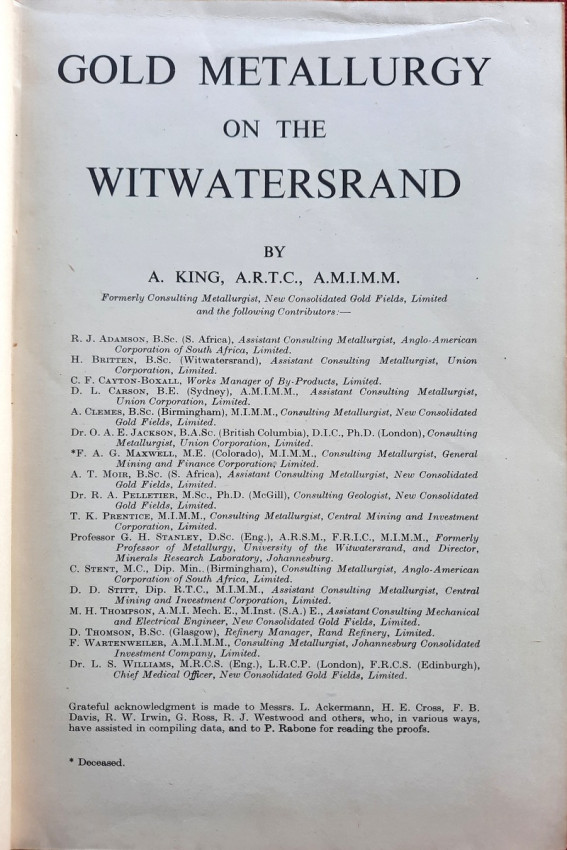 GOLD METALLURGY
ON THE
WITWATERSRAND
BY
A. KING, A.R.T.C., A.M.I.M.M.
Formerly Consulting Metallurgist, New Consolidated Gold Fields, Limited
and the following Contributors:—
R. J. ADAMSON, B.Sc. (S. Africa), Assistant Consulting Metallurgist, Anglo-American
Corporation of South Africa, Limited.
H. BRITTEN, B.Sc. (Witwatersrand), Assistant Consulting Metallurgist, Union
Corporation, Limited.
C. F. CAYTON-BOXALL, Works Manager of By-Products, Limited.
D. L. CARSON, B.E. (Sydney), A.M.I.M.M., Assistant Consulting Metallurgist,
Union Corporation, Limited.
A. CLEMES, B.Sc. (Birmingham), M.I.M.M., Consulting Metallurgist, New Consolidated
Gold Fields, Limited.
Dr. O. A. E. JACKSON, B.A.Sc. (British Columbia), D.I.C., Ph.D. (London), Consulting
Metallurgist, Union Corporation, Limited.
*F. A. G. MAXWELL, M.E. (Colorado), M.I.M.M., Consulting Metallurgist, General
Mining and Finance Corporation, Limited.
A. T. MOIR, B.Sc. (S. Africa), Assistant Consulting Metallurgist, New Consolidated
Gold Fields, Limited.
Dr. R. A. PELLETIER, M.Sc., Ph.D. (McGill), Consulting Geologist, New Consolidated
Gold Fields, Limited.
T. K. PRENTICE, M.I.M.M., Consulting Metallurgist, Central Mining and Investment
Corporation, Limited.
Professor G. H. STANLEY, D.Sc. (Eng.), A.R.S.M., F.R.I.C., M.I.M.M., Formerly
Professor of Metallurgy, University of the Witwatersrand, and Director,
Minerals Research Laboratory, Johannesburg.
C. STENT, M.C., Dip. Min. (Birmingham), Consulting Metallurgist, Anglo-American
Corporation of South Africa, Limited.
D. D. STITT, Dip. R.T.C., M.I.M.M., Assistant Consulting Metallurgist, Central
Mining and Investment Corporation, Limited.
M. H. THOMPSON, A.M.I. Mech. E., M.Inst. (S.A.) E., Assistant Consulting Mechanical
and Electrical Engineer, New Consolidated Gold Fields, Limited.
D. THOMSON, B.Sc. (Glasgow), Refinery Manager, Rand Refinery, Limited.
F. WARTENWEILER, A.M.I.M.M., Consulting Metallurgist, Johannesburg Consolidated
Investment Company, Limited.
Dr. L. S. WILLIAMS, M.R.C.S. (Eng.), L.R.C.P. (London), F.R.C.S. (Edinburgh),
Chief Medical Officer, New Consolidated Gold Fields, Limited.
Grateful acknowledgment is made to Messrs. L. Ackermann, H. E. Cross, F. B.
Davis, R. W. Irwin, G. Ross, R. J. Westwood and others, who, in various ways,
have assisted in compiling data, and to P. Rabone for reading the proofs.
* Deceased.